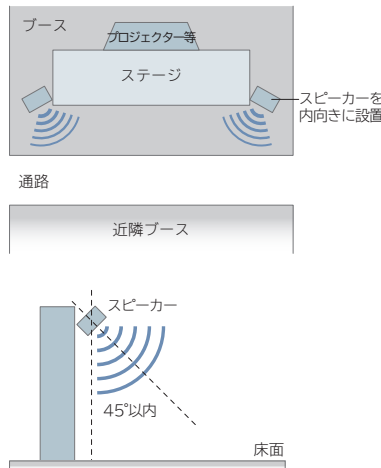 ブース
プロジェクター等
ステージ
スピーカーを
内向きに設置
通路
近隣ブース
スピーカー
45°以内
床面